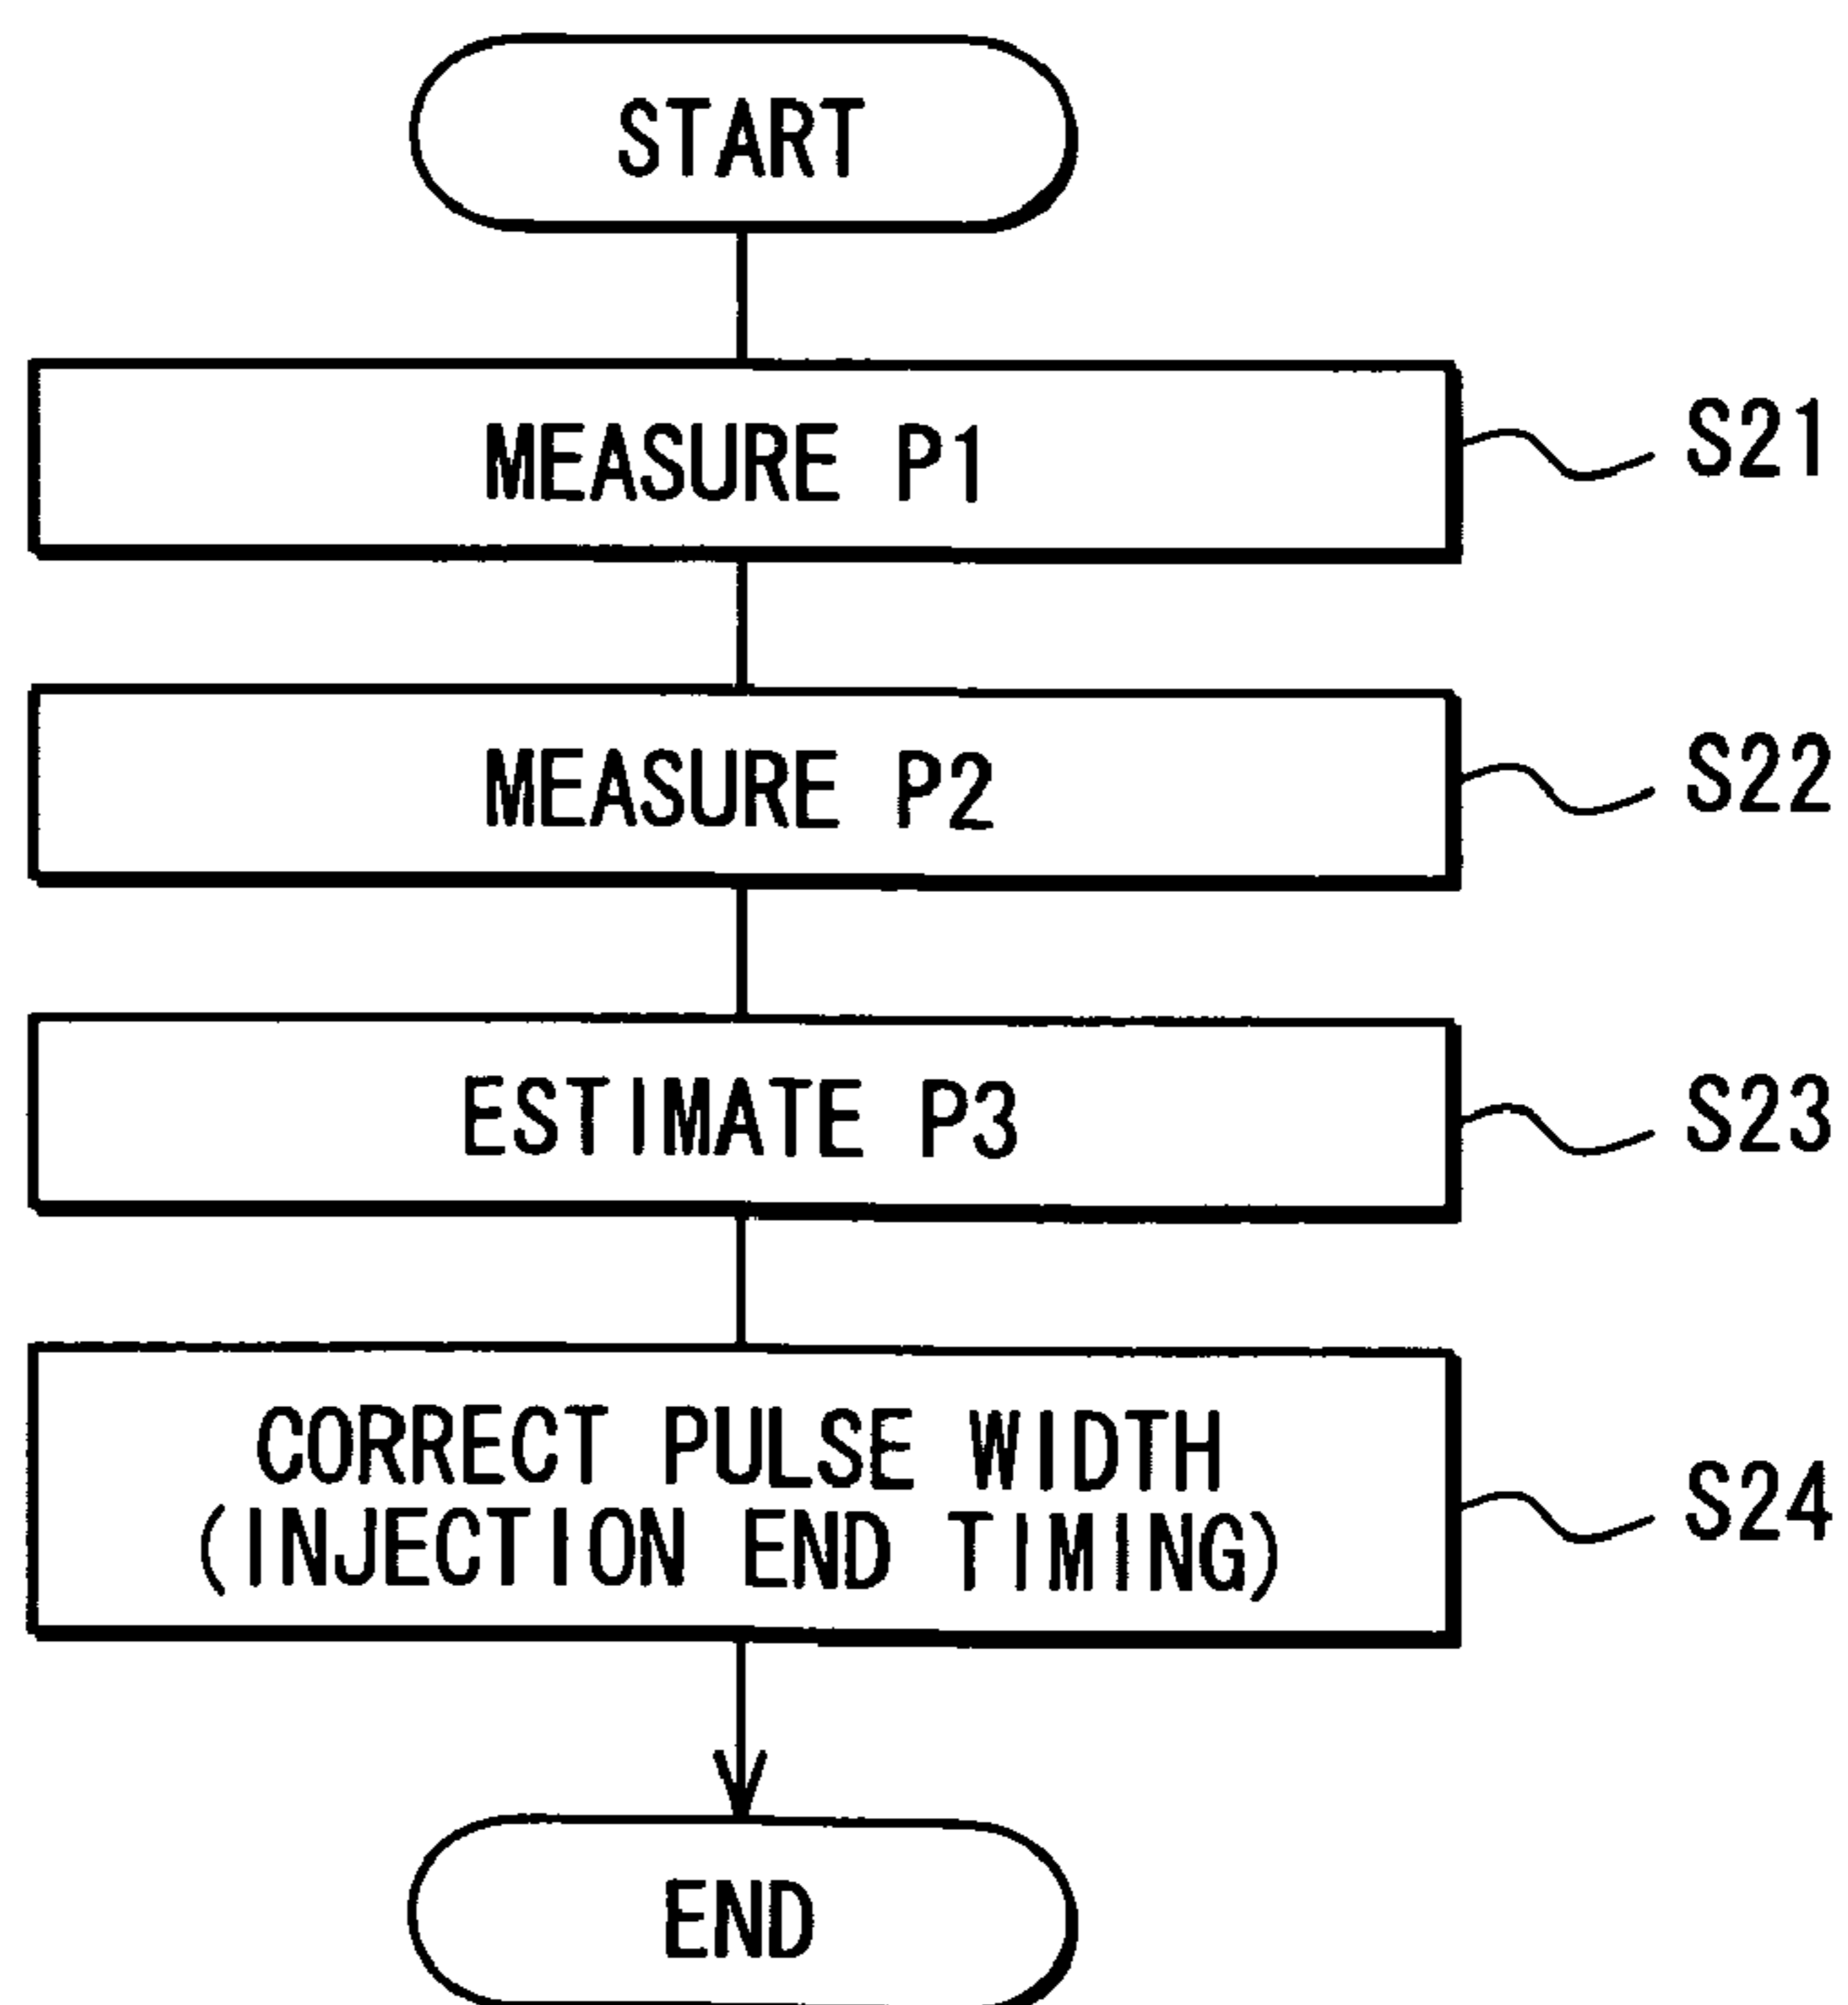 START
MEASURE P1
S21
MEASURE P2
S22
ESTIMATE P3
S23
CORRECT PULSE WIDTH
(INJECTION END TIMING)
S24
END